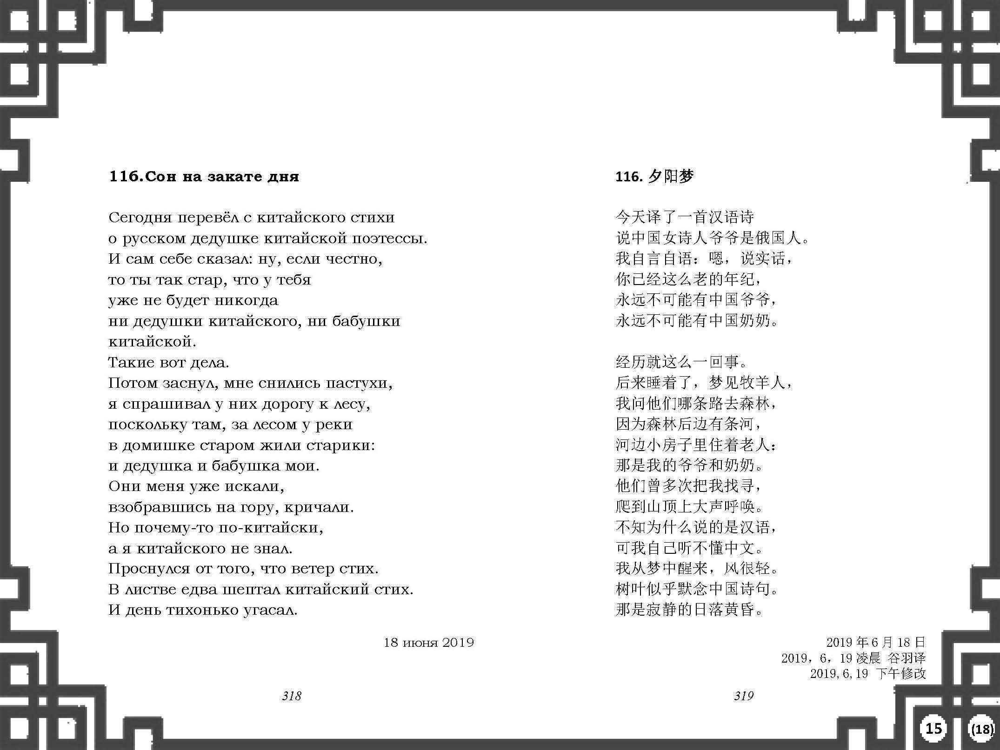 116.Сон на закате дня
Сегодня перевёл с китайского стихи
о русском дедушке китайской поэтессы.
И сам себе сказал: ну, если честно,
то ты так стар, что у тебя
уже не будет никогда
ни дедушки китайского, ни бабушки
китайской.
Такие вот дела.
Потом заснул, мне снились пастухи,
я спрашивал у них дорогу к лесу,
поскольку там, за лесом у реки
в домишке старом жили старики:
и дедушка и бабушка мои.
Они меня уже искали,
взобравшись на гору, кричали.
Но почему-то по-китайски,
а я китайского не знал.
Проснулся от того, что ветер стих.
В листве едва шептал китайский стих.
И день тихонько угасал.
18 июня 2019
318
116. 夕阳梦
今天译了一首汉语诗
说中国女诗人爷爷是俄国人。
我自言自语：嗯，说实话，
你已经这么老的年纪，
永远不可能有中国爷爷，
永远不可能有中国奶奶。
经历就这么一回事。
后来睡着了，梦见牧羊人，
我问他们哪条路去森林，
因为森林后边有条河，
河边小房子里住着老人：
那是我的爷爷和奶奶。
他们曾多次把我找寻，
爬到山顶上大声呼唤。
不知为什么说的是汉语，
可我自己听不懂中文。
我从梦中醒来，风很轻。
树叶似乎默念中国诗句。
那是寂静的日落黄昏。
2019 年 6 月 18 日
2019，6，19 凌晨 谷羽译
2019, 6, 19 下午修改
319
15 (18)